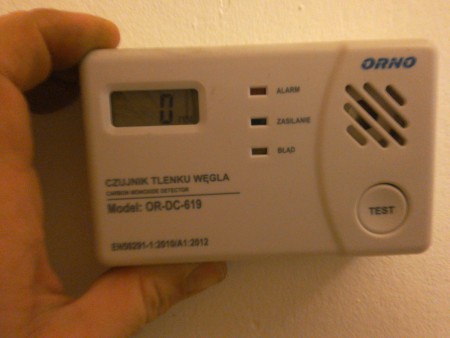 ORNO
0
ALARM
ZASILANIE
BŁĄD
CZUJNIK TLENKU WĘGLA
CARBON MONOXIDE DETECTOR
Model: OR-DC-619
TEST
EN50291-1:2010/A1:2012